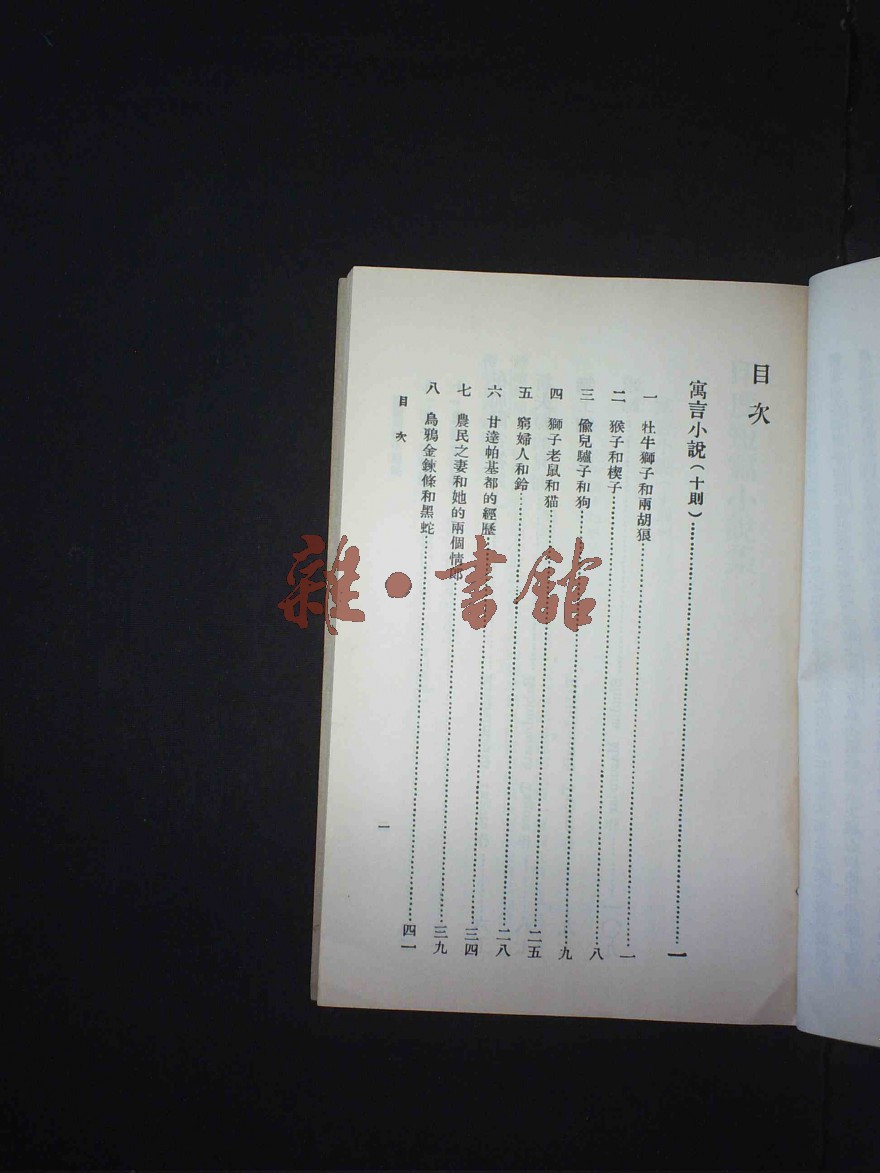 目次
寓言小說（十則）……一
一 牡牛獅子和兩胡狼……一
二 猴子和楔子……八
三 偸兒驢子和狗……九
四 獅子老鼠和猫……二五
五 窮婦人和鈴……二八
六 甘達帕基都的經歷……三四
七 農民之妻和她的兩個情郎……三九
八 烏鴉金鍊條和黑蛇……四一
目次
一
雜·書館